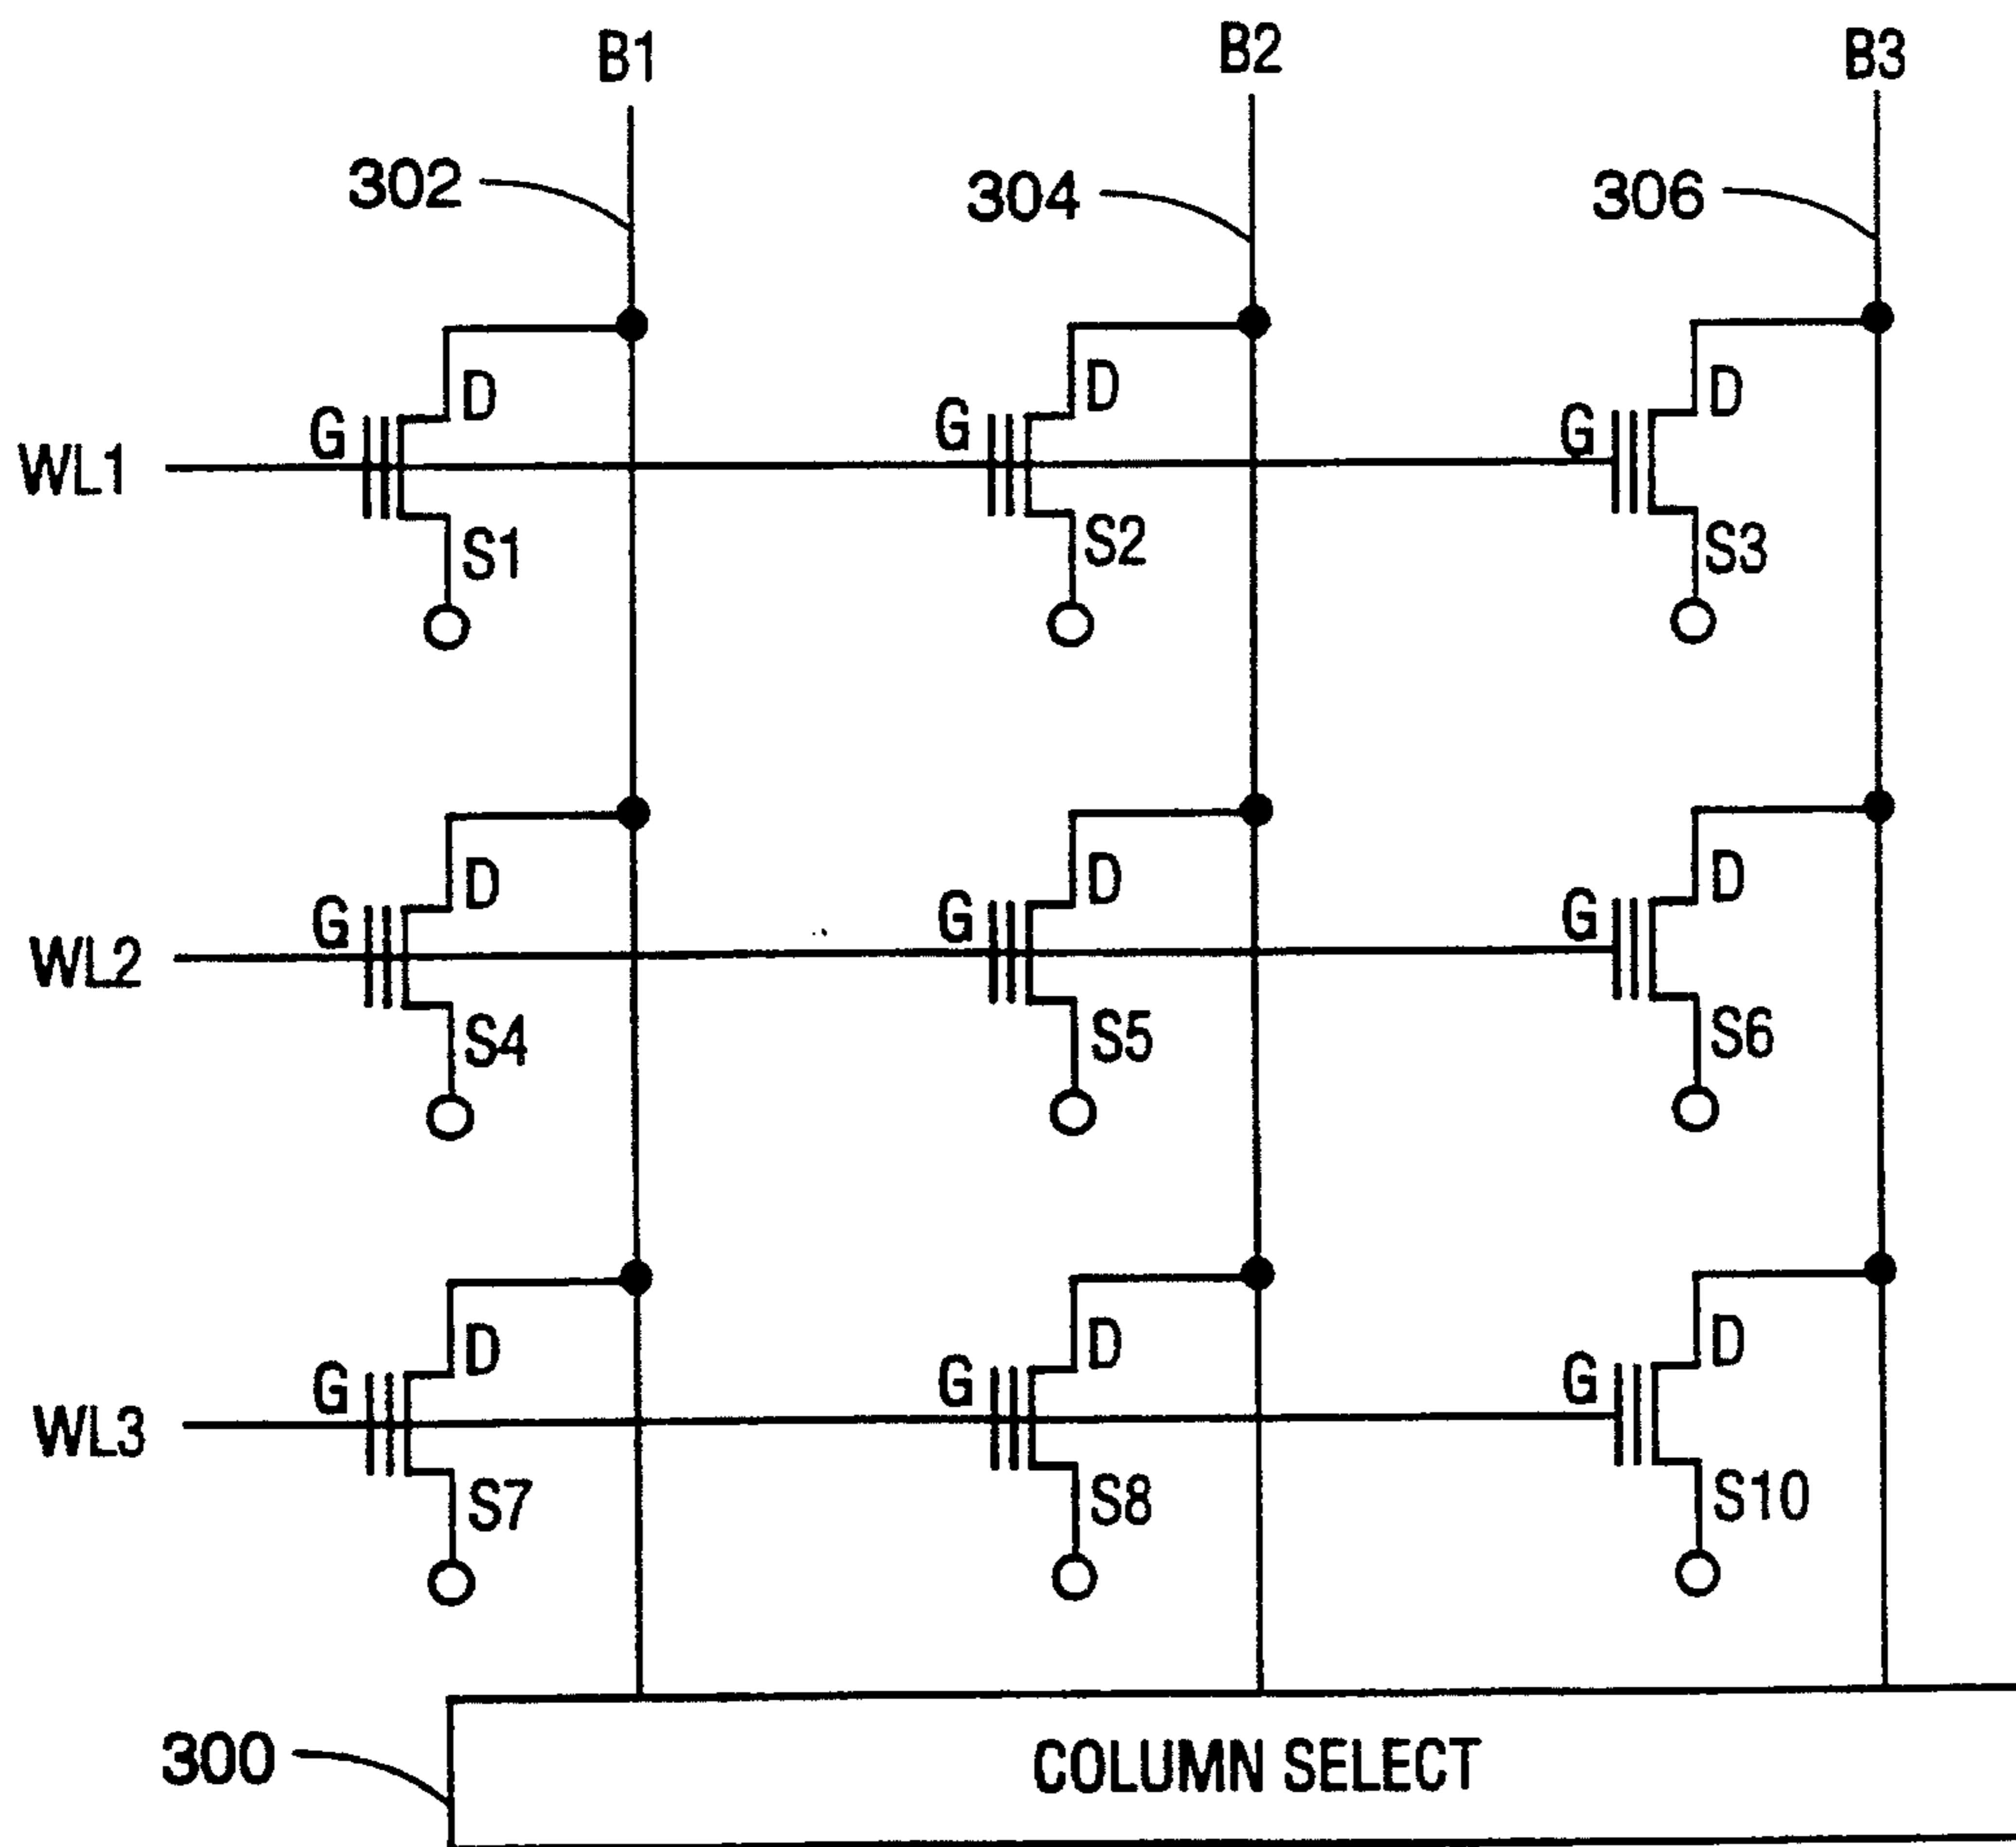 B1 B2 B3
302 304 306
G D G D G D
WL1
S1 S2 S3
G D G D G D
WL2
S4 S5 S6
G D G D G D
WL3
S7 S8 S10
300 COLUMN SELECT